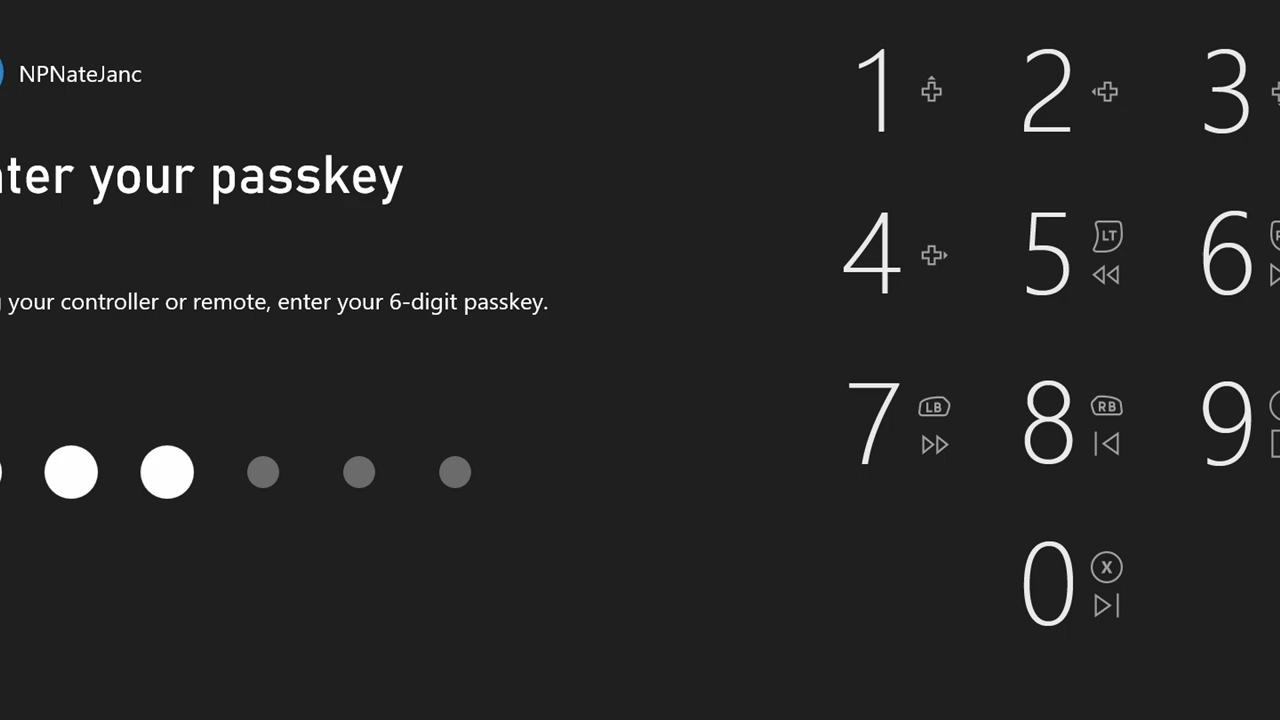 NPNateJanc
1 2 3
ter your passkey
4 5 LT 6
your controller or remote, enter your 6-digit passkey.
7 LB 8 RB 9
0 X